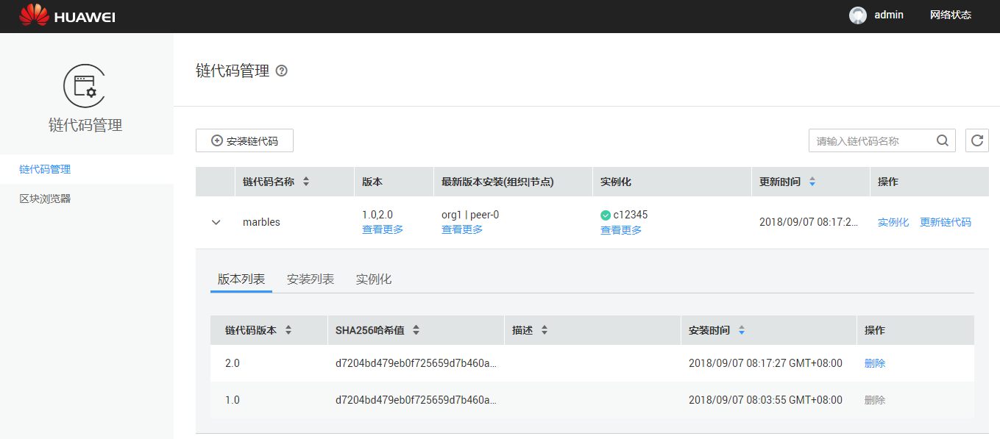 HUAWEI
admin 网络状态
链代码管理
链代码管理
区块浏览器
链代码管理 ?
安装链代码
请输入链代码名称
链代码名称 版本 最新版本安装(组织|节点) 实例化 更新时间 操作
marbles 1.0,2.0 org1 | peer-0 c12345 2018/09/07 08:17:2... 实例化 更新链代码
查看更多 查看更多 查看更多
版本列表 安装列表 实例化
链代码版本 SHA256哈希值 描述 安装时间 操作
2.0 d7204bd479eb0f725659d7b460a... 2018/09/07 08:17:27 GMT+08:00 删除
1.0 d7204bd479eb0f725659d7b460a... 2018/09/07 08:03:55 GMT+08:00 删除